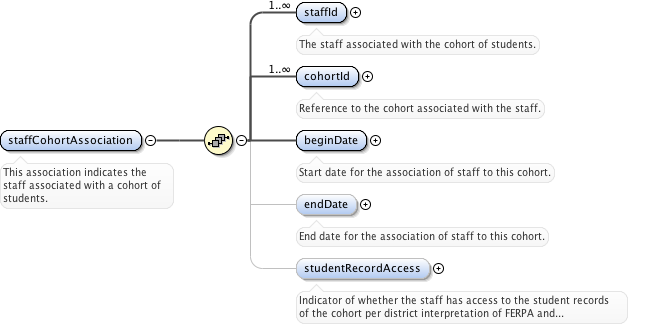 1..∞
staffId
The staff associated with the cohort of students.
1..∞
cohortId
Reference to the cohort associated with the staff.
staffCohortAssociation
This association indicates the
staff associated with a cohort of
students.
beginDate
Start date for the association of staff to this cohort.
endDate
End date for the association of staff to this cohort.
studentRecordAccess
Indicator of whether the staff has access to the student records
of the cohort per district interpretation of FERPA and...